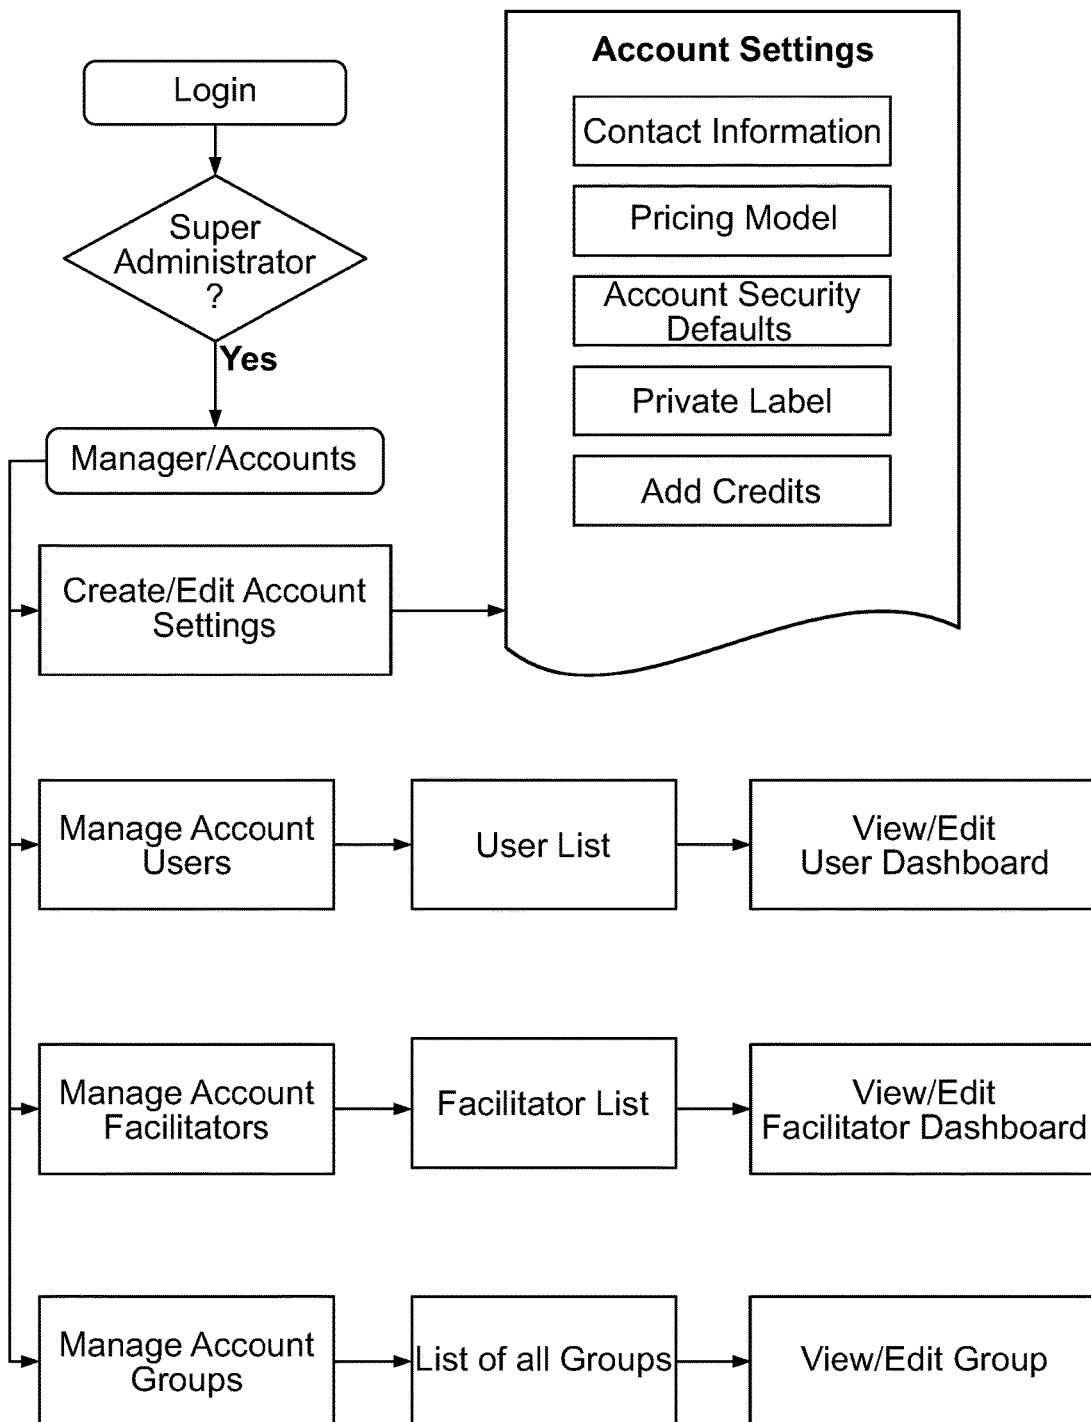 Login
Super
Administrator
?
Yes
Manager/Accounts
Account Settings
Contact Information
Pricing Model
Account Security
Defaults
Private Label
Add Credits
Create/Edit Account
Settings
Manage Account
Users
User List
View/Edit
User Dashboard
Manage Account
Facilitators
Facilitator List
View/Edit
Facilitator Dashboard
Manage Account
Groups
List of all Groups
View/Edit Group